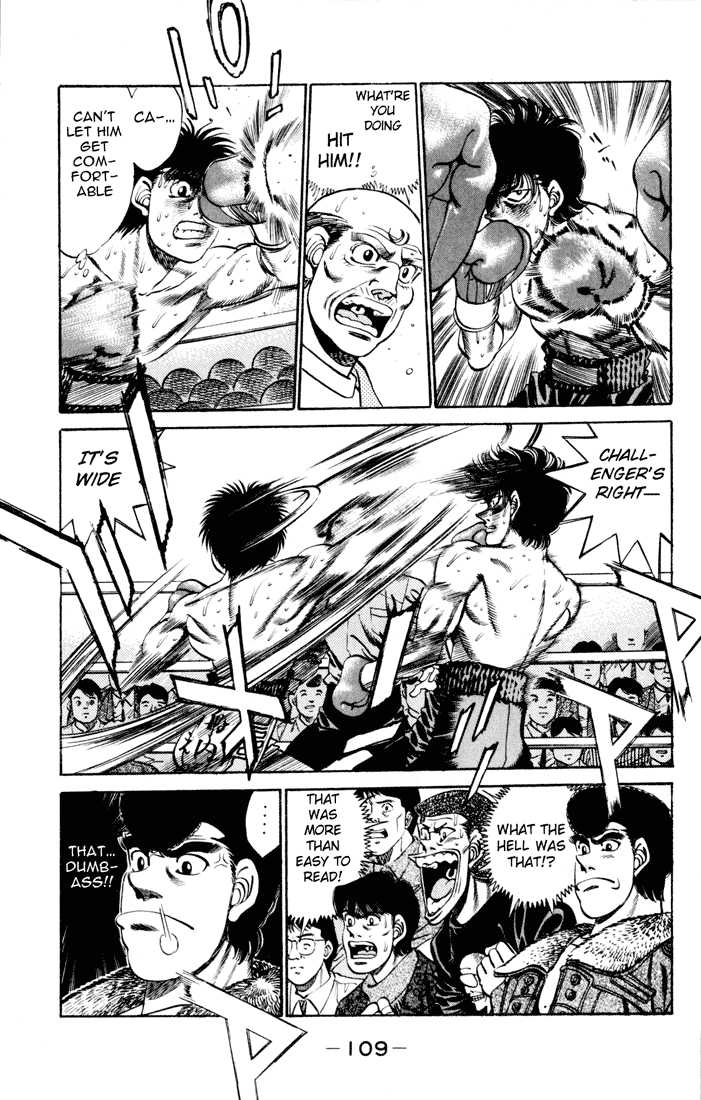 WHAT'RE
YOU
DOING
HIT
HIM!!
CA-...
CAN'T
LET HIM
GET
COM-
FORT-
ABLE
CHALL-
ENGER'S
RIGHT—
IT'S
WIDE
WHAT THE
HELL WAS
THAT!?
THAT
WAS
MORE
THAN
EASY TO
READ!
....
THAT...
DUMB-
ASS!!
— 109 —